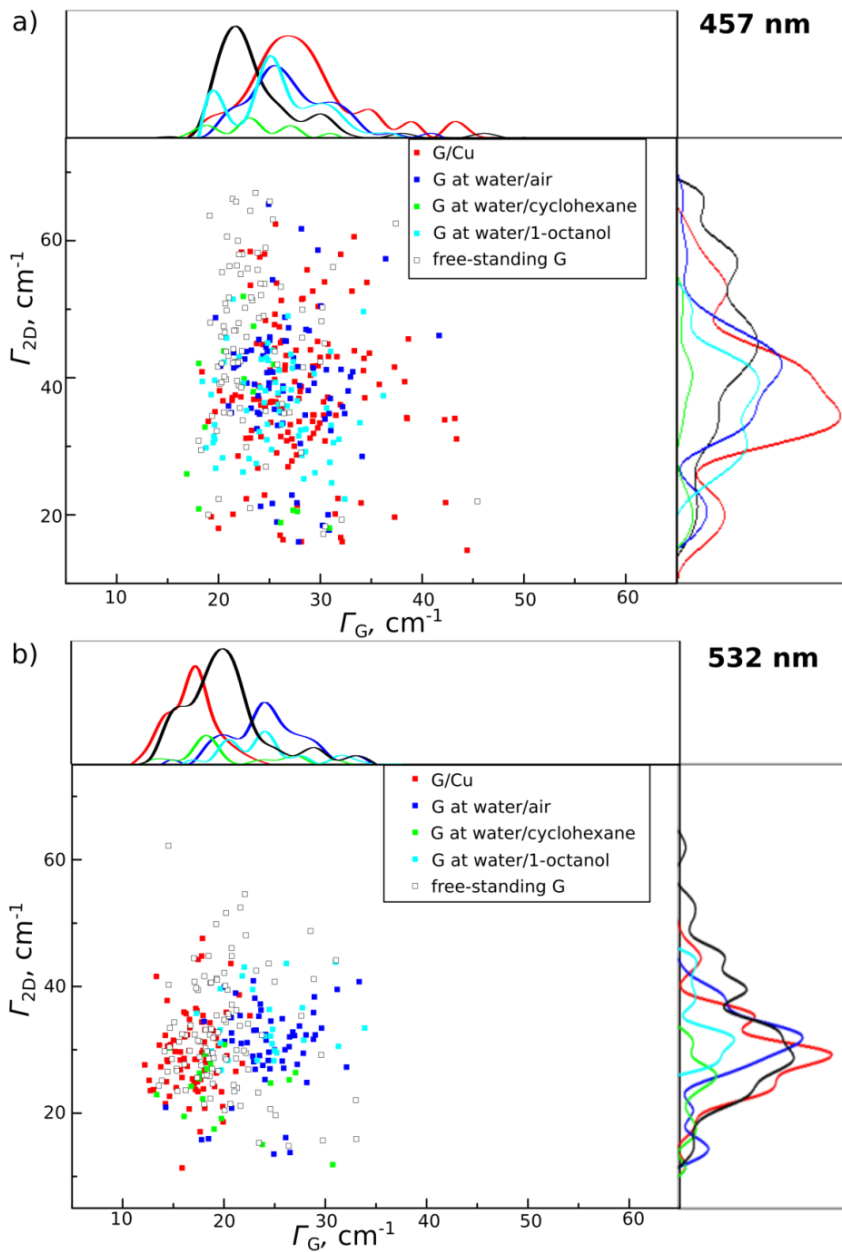 a)
457 nm
G/Cu
G at water/air
G at water/cyclohexane
G at water/1-octanol
free-standing G
Γ2D, cm-1
60
40
20
10 20 30 40 50 60
ΓG, cm-1
b)
532 nm
G/Cu
G at water/air
G at water/cyclohexane
G at water/1-octanol
free-standing G
Γ2D, cm-1
60
40
20
10 20 30 40 50 60
ΓG, cm-1